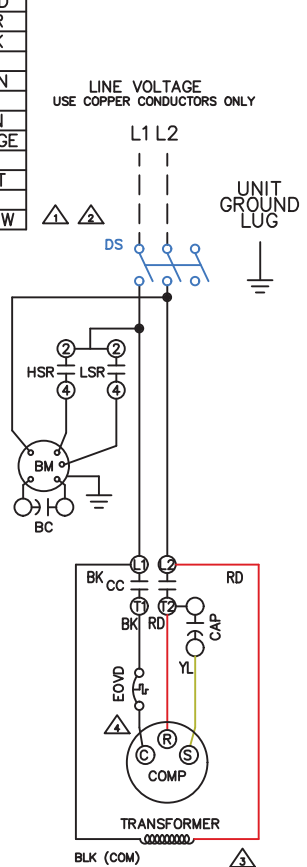 R
K
N
N
GE
T
W
LINE VOLTAGE
USE COPPER CONDUCTORS ONLY
L1 L2
1 2
DS
UNIT
GROUND
LUG
2 2
HSR LSR
4 4
BM
BC
L1 L2
BK CC RD
T1 T2
BK RD
CAP
YL
EOVD
4
R
C S
COMP
TRANSFORMER
BLK (COM)
3